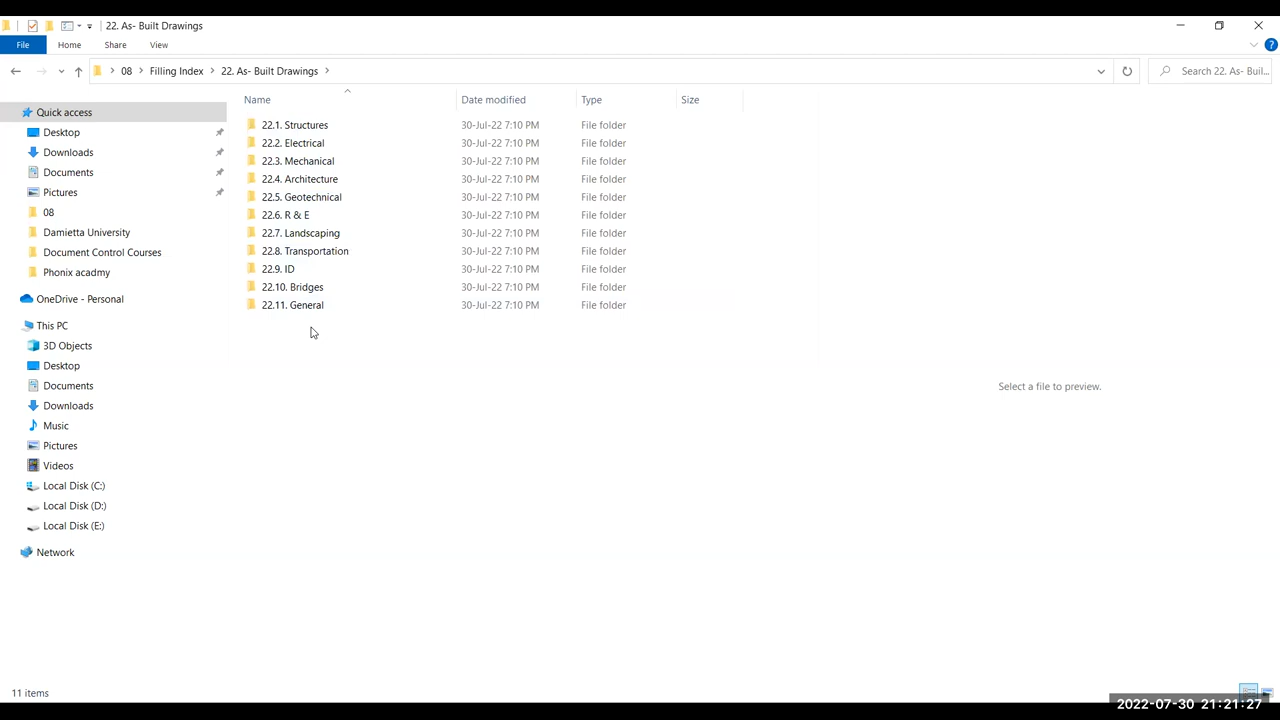 22. As- Built Drawings
File Home Share View
08 Filling Index 22. As- Built Drawings Search 22. As- Buil...
Name Date modified Type Size
Quick access
Desktop
Downloads
Documents
Pictures
08
Damietta University
Document Control Courses
Phonix acadmy
OneDrive - Personal
This PC
3D Objects
Desktop
Documents
Downloads
Music
Pictures
Videos
Local Disk (C:)
Local Disk (D:)
Local Disk (E:)
Network
22.1. Structures 30-Jul-22 7:10 PM File folder
22.2. Electrical 30-Jul-22 7:10 PM File folder
22.3. Mechanical 30-Jul-22 7:10 PM File folder
22.4. Architecture 30-Jul-22 7:10 PM File folder
22.5. Geotechnical 30-Jul-22 7:10 PM File folder
22.6. R & E 30-Jul-22 7:10 PM File folder
22.7. Landscaping 30-Jul-22 7:10 PM File folder
22.8. Transportation 30-Jul-22 7:10 PM File folder
22.9. ID 30-Jul-22 7:10 PM File folder
22.10. Bridges 30-Jul-22 7:10 PM File folder
22.11. General 30-Jul-22 7:10 PM File folder
Select a file to preview.
11 items
2022-07-30 21:21:27